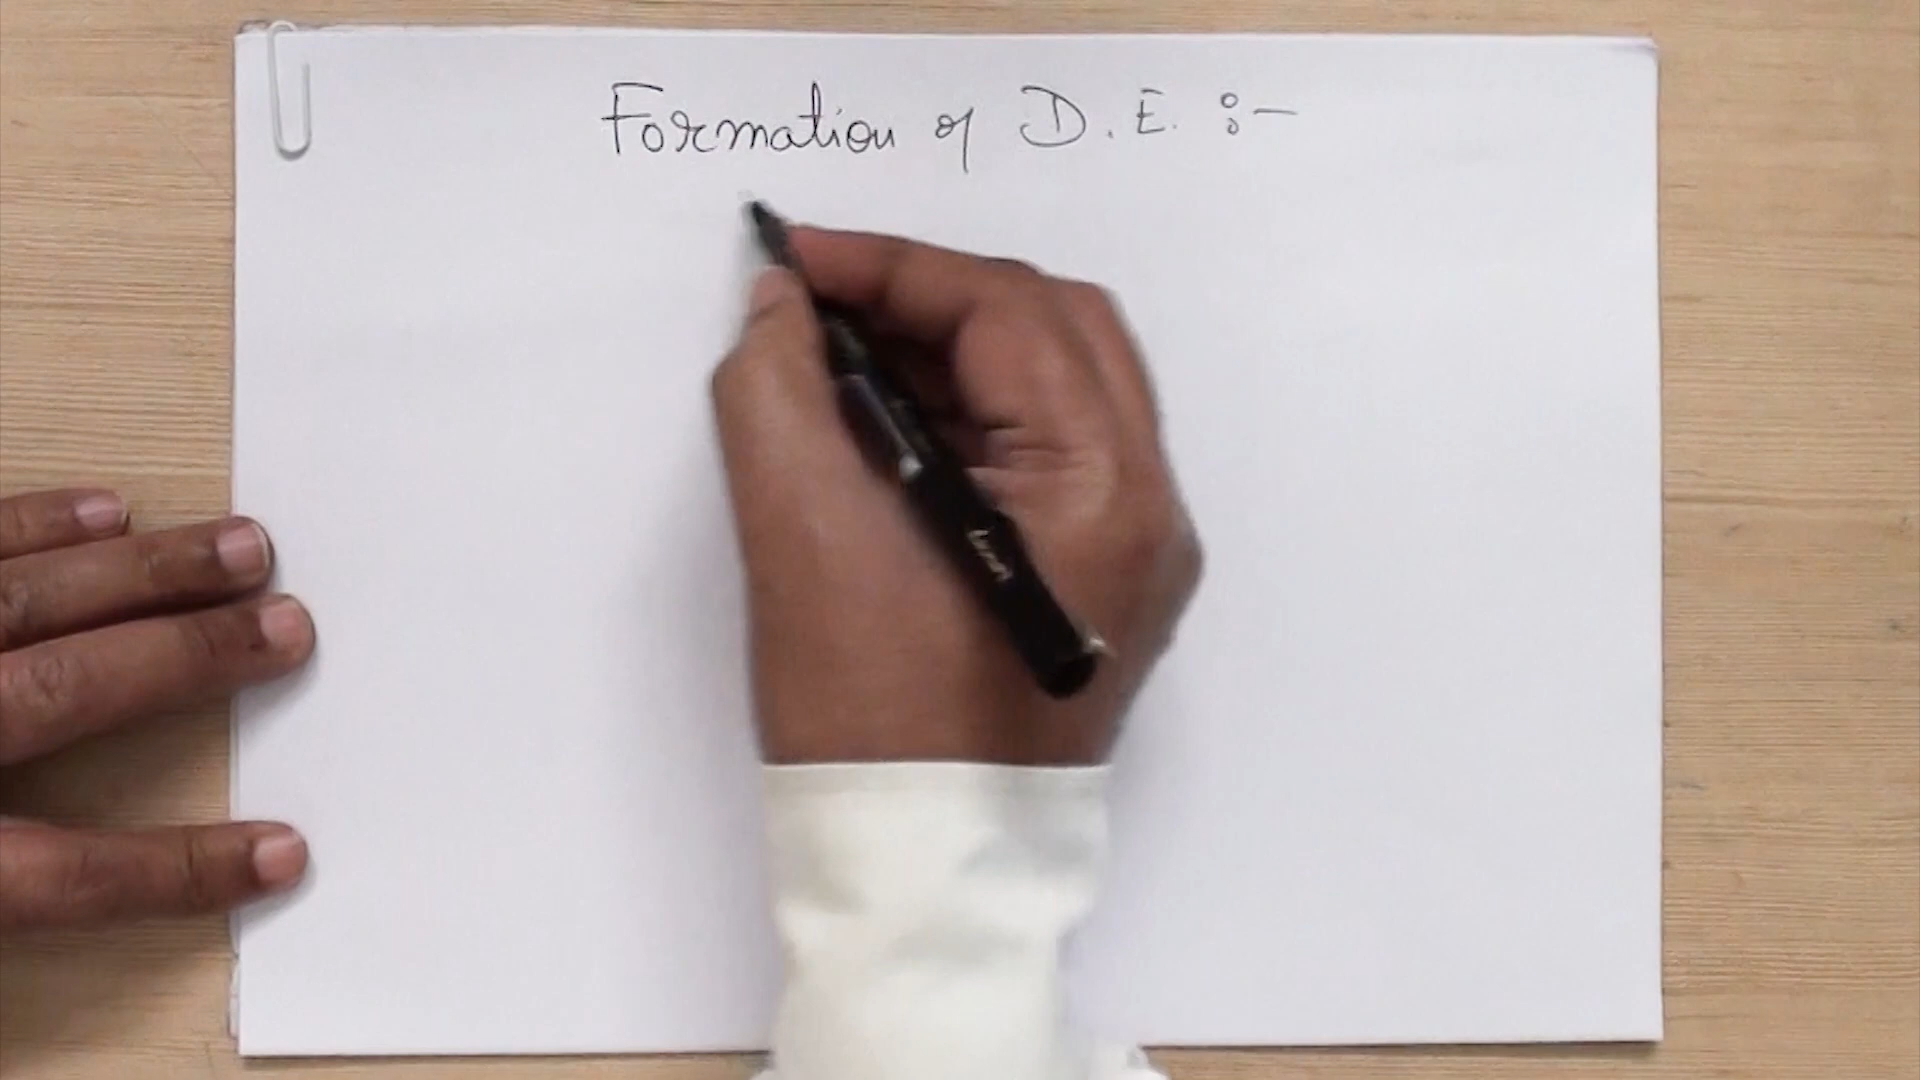 Formation of D.E. :-